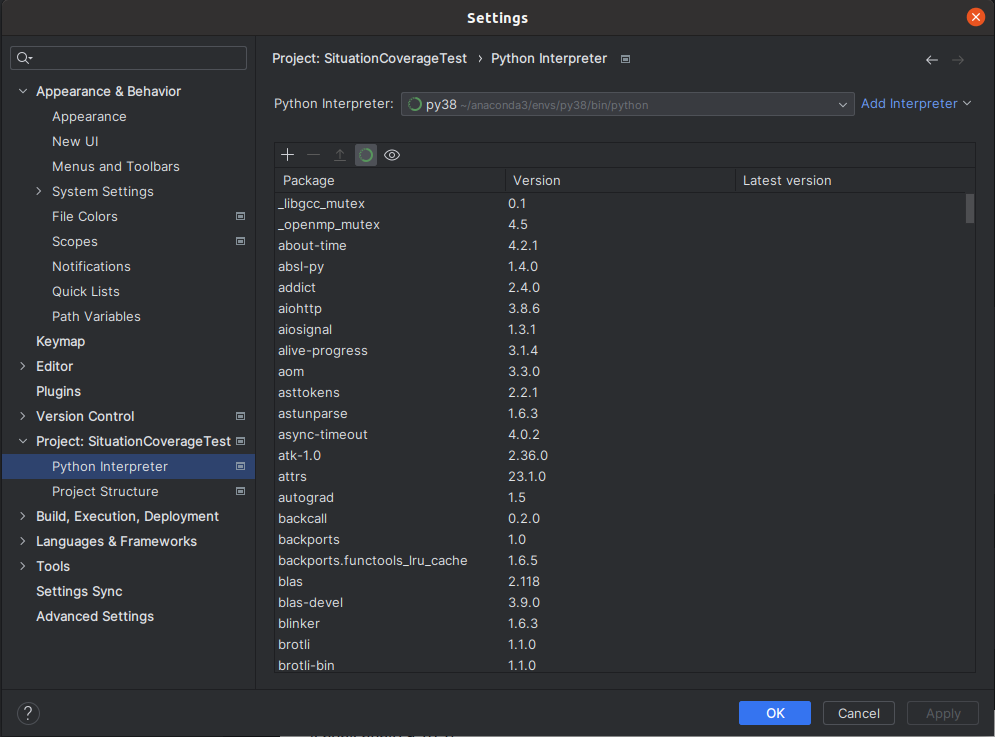 Settings
Project: SituationCoverageTest › Python Interpreter
Appearance & Behavior
Appearance
New UI
Menus and Toolbars
System Settings
File Colors
Scopes
Notifications
Quick Lists
Path Variables
Keymap
Editor
Plugins
Version Control
Project: SituationCoverageTest
Python Interpreter
Project Structure
Build, Execution, Deployment
Languages & Frameworks
Tools
Settings Sync
Advanced Settings
Python Interpreter: py38 ~/anaconda3/envs/py38/bin/python Add Interpreter
Package Version Latest version
_libgcc_mutex 0.1
_openmp_mutex 4.5
about-time 4.2.1
absl-py 1.4.0
addict 2.4.0
aiohttp 3.8.6
aiosignal 1.3.1
alive-progress 3.1.4
aom 3.3.0
asttokens 2.2.1
astunparse 1.6.3
async-timeout 4.0.2
atk-1.0 2.36.0
attrs 23.1.0
autograd 1.5
backcall 0.2.0
backports 1.0
backports.functools_lru_cache 1.6.5
blas 2.118
blas-devel 3.9.0
blinker 1.6.3
brotli 1.1.0
brotli-bin 1.1.0
?
OK Cancel Apply